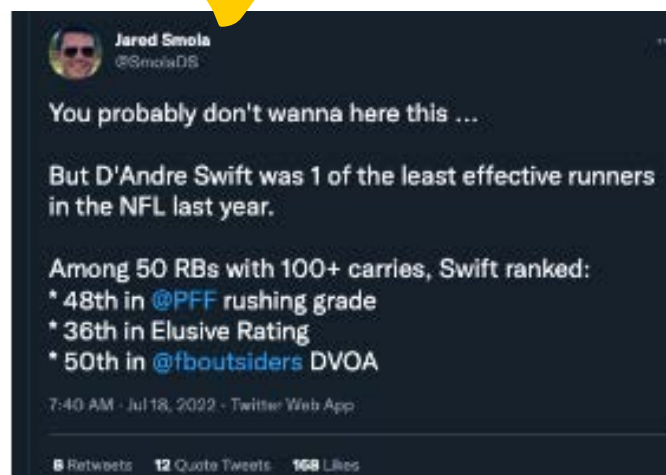 Jared Smola
@SmolaDS
You probably don't wanna here this ...
But D'Andre Swift was 1 of the least effective runners
in the NFL last year.
Among 50 RBs with 100+ carries, Swift ranked:
* 48th in @PFF rushing grade
* 36th in Elusive Rating
* 50th in @fboutsiders DVOA
7:40 AM · Jul 18, 2022 · Twitter Web App
8 Retweets 12 Quote Tweets 168 Likes